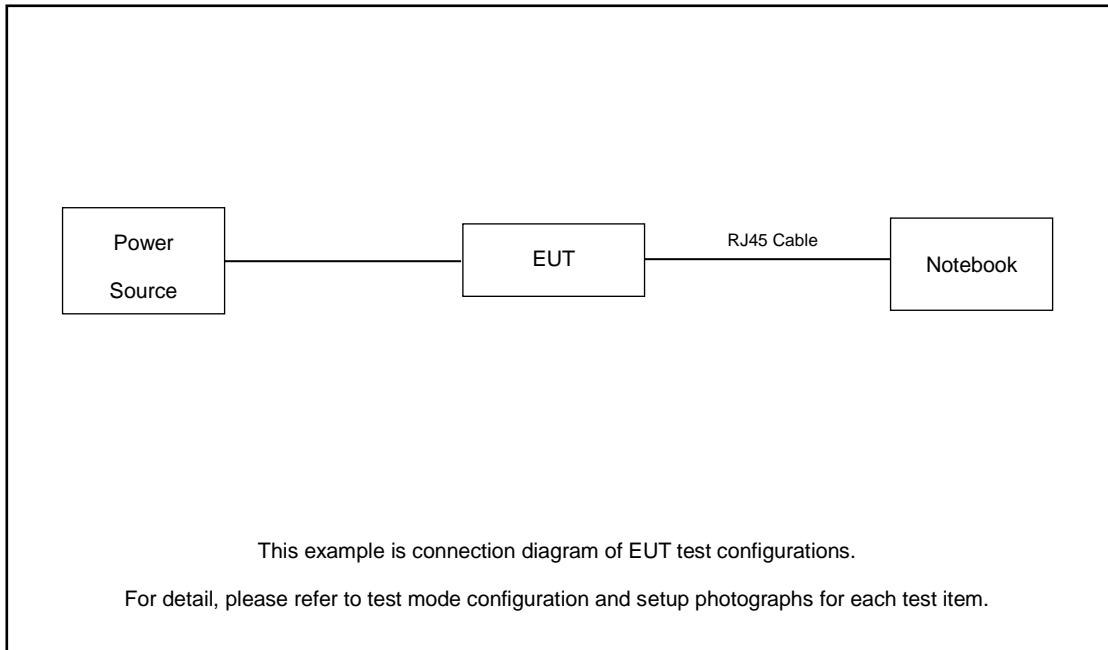 Power
Source
EUT
RJ45 Cable
Notebook
This example is connection diagram of EUT test configurations.
For detail, please refer to test mode configuration and setup photographs for each test item.